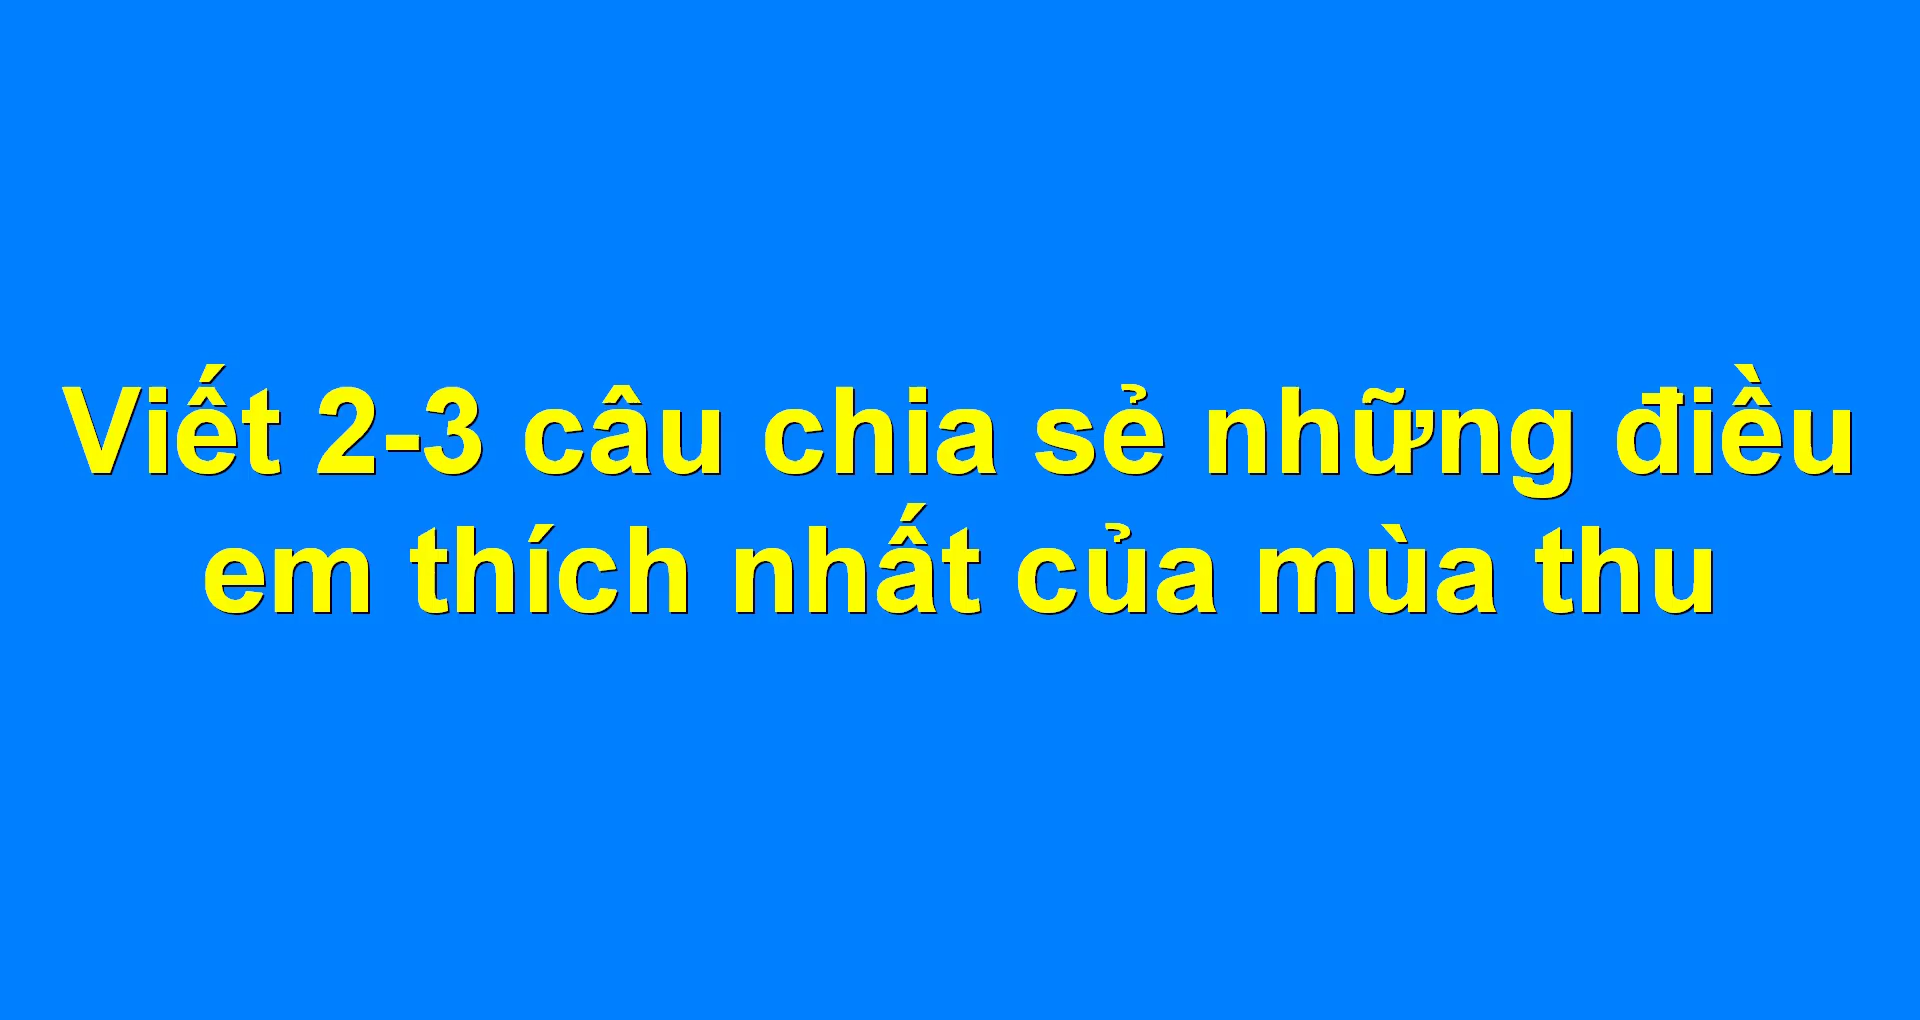 Viết 2-3 câu chia sẻ những điều
em thích nhất của mùa thu